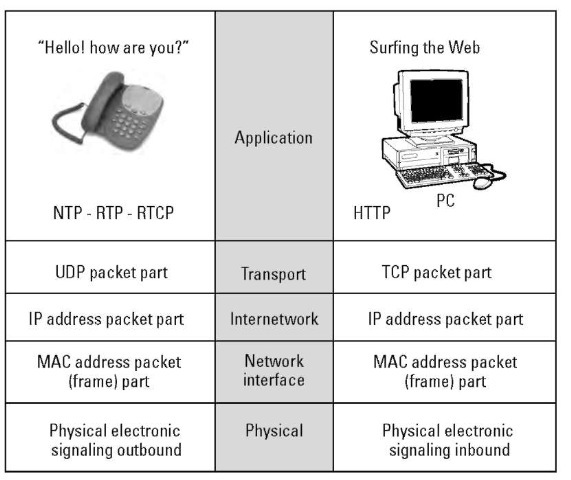 “Hello! how are you?”
Application
Surfing the Web
NTP - RTP - RTCP
HTTP
PC
UDP packet part
Transport
TCP packet part
IP address packet part
Internetwork
IP address packet part
MAC address packet
(frame) part
Network
interface
MAC address packet
(frame) part
Physical electronic
signaling outbound
Physical
Physical electronic
signaling inbound